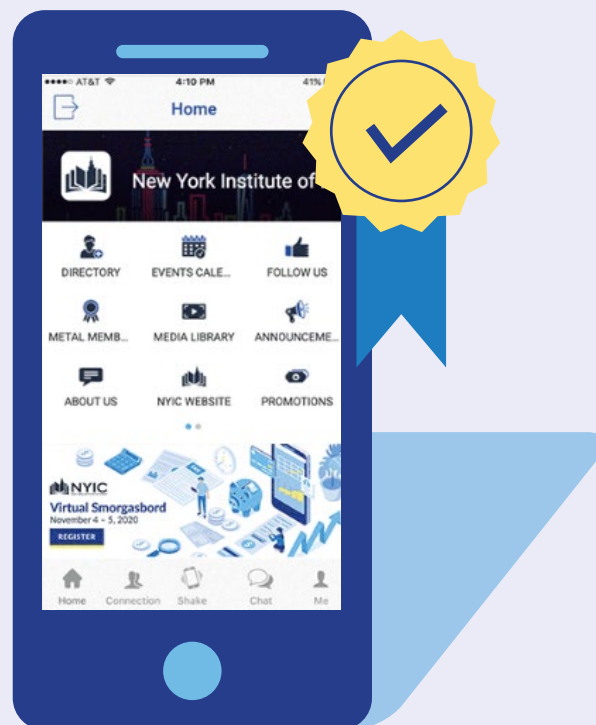 AT&T 4:10 PM 41%
Home
New York Institute of
DIRECTORY EVENTS CALE... FOLLOW US
METAL MEMB... MEDIA LIBRARY ANNOUNCEME...
ABOUT US NYIC WEBSITE PROMOTIONS
NYIC
Virtual Smorgasbord
November 4 – 5, 2020
REGISTER
Home Connection Shake Chat Me